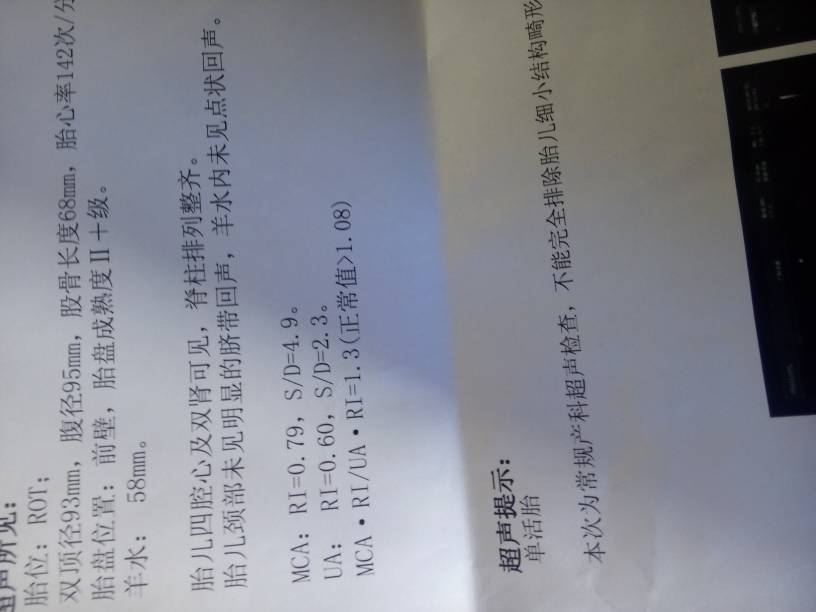 超声所见：
胎位： ROT；
双顶径93mm，腹径95mm，股骨长度68mm，胎心率142次/分
胎盘位置： 前壁，胎盘成熟度Ⅱ＋级。
羊水： 58mm。
胎儿四腔心及双肾可见，脊柱排列整齐。
胎儿颈部未见明显的脐带回声，羊水内未见点状回声。
MCA： RI=0.79，S/D=4.9。
UA： RI=0.60，S/D=2.3。
MCA·RI/UA·RI=1.3(正常值>1.08)
超声提示：
单活胎
本次为常规产科超声检查，不能完全排除胎儿细小结构畸形